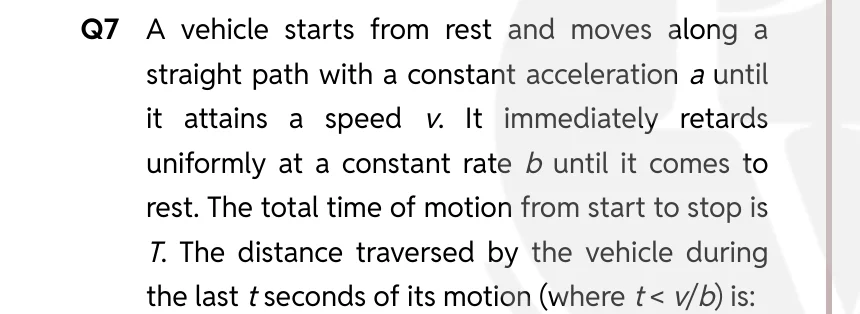 Q7 A vehicle starts from rest and moves along a
straight path with a constant acceleration a until
it attains a speed v. It immediately retards
uniformly at a constant rate b until it comes to
rest. The total time of motion from start to stop is
T. The distance traversed by the vehicle during
the last t seconds of its motion (where t < v/b) is: